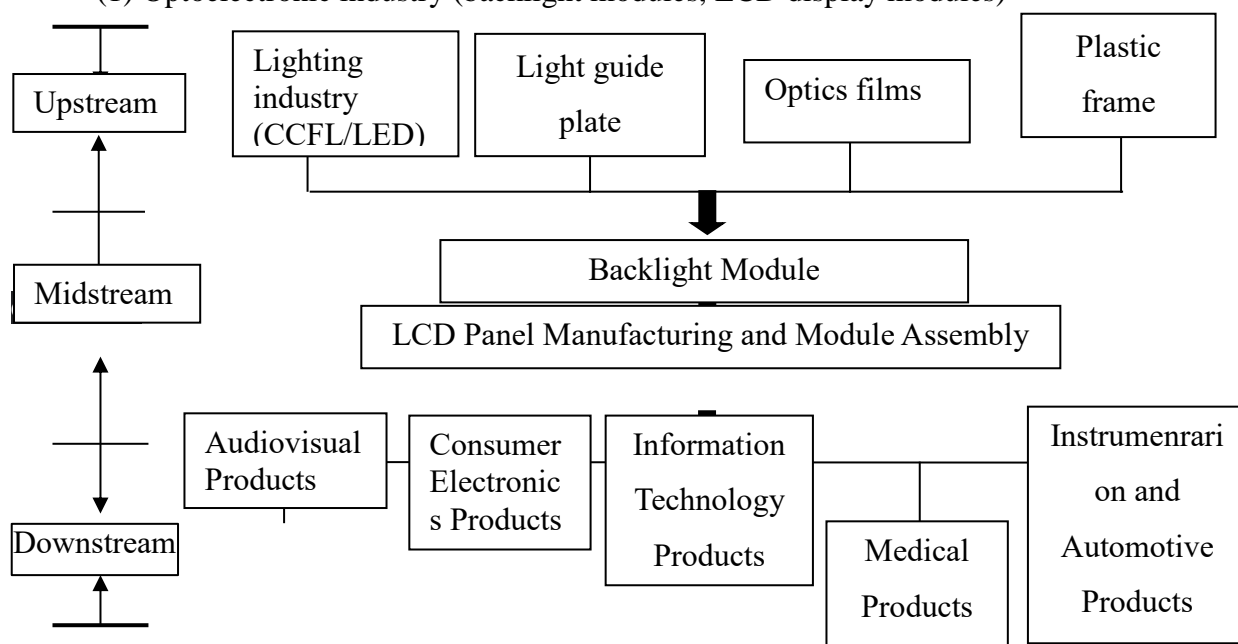 (1) Optoelectronic industry (backlight modules, LCD display modules)
Upstream
Lighting
industry
(CCFL/LED)
Light guide
plate
Optics films
Plastic
frame
Midstream
Backlight Module
LCD Panel Manufacturing and Module Assembly
Audiovisual
Products
Consumer
Electronic
s Products
Information
Technology
Products
Medical
Products
Instrumenrari
on and
Automotive
Products
Downstream